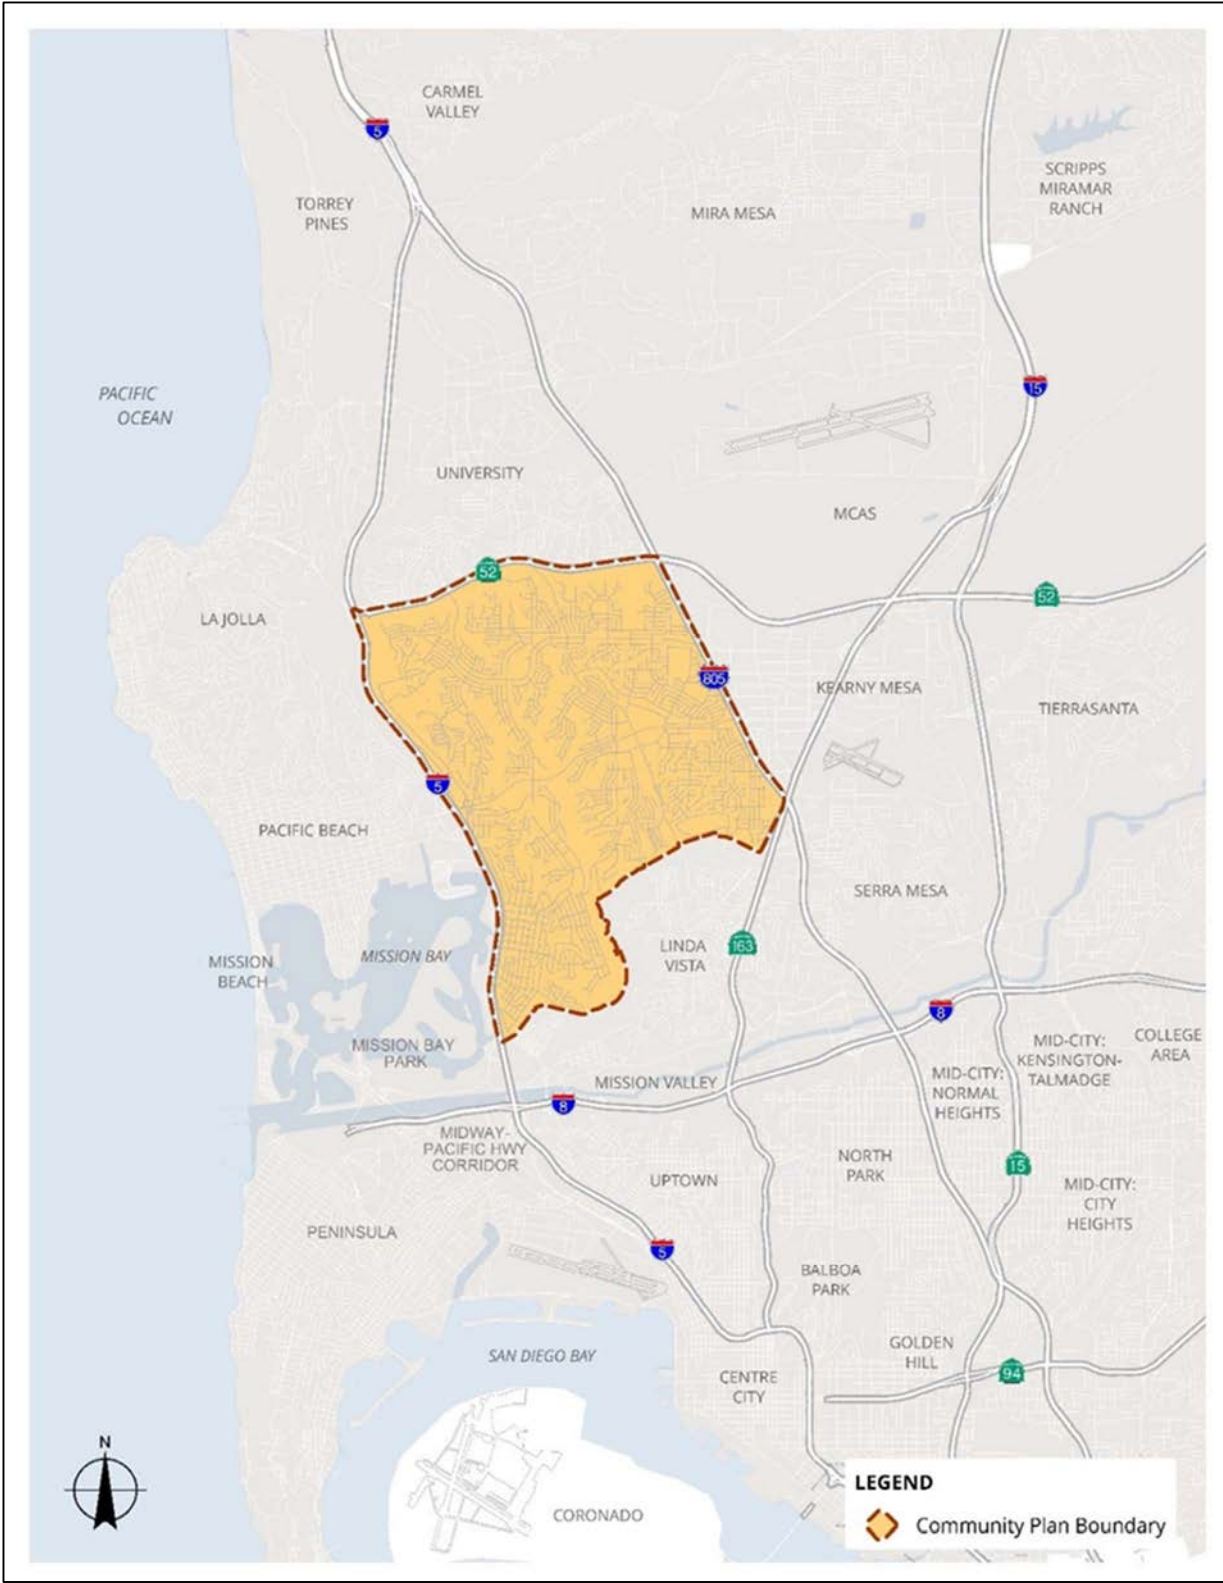 CARMEL
VALLEY
5
SCRIPPS
MIRAMAR
RANCH
TORREY
PINES
MIRA MESA
15
PACIFIC
OCEAN
UNIVERSITY
MCAS
52
52
LA JOLLA
805
KEARNY MESA
TIERRASANTA
5
PACIFIC BEACH
SERRA MESA
163
LINDA
VISTA
MISSION BAY
MISSION
BEACH
8
MISSION BAY
PARK
MID-CITY:
KENSINGTON-
TALMADGE
COLLEGE
AREA
MISSION VALLEY
MID-CITY:
NORMAL
HEIGHTS
8
MIDWAY-
PACIFIC HWY
CORRIDOR
NORTH
PARK
15
UPTOWN
MID-CITY:
CITY
HEIGHTS
PENINSULA
5
BALBOA
PARK
SAN DIEGO BAY
GOLDEN
HILL
94
CENTRE
CITY
N
CORONADO
LEGEND
Community Plan Boundary